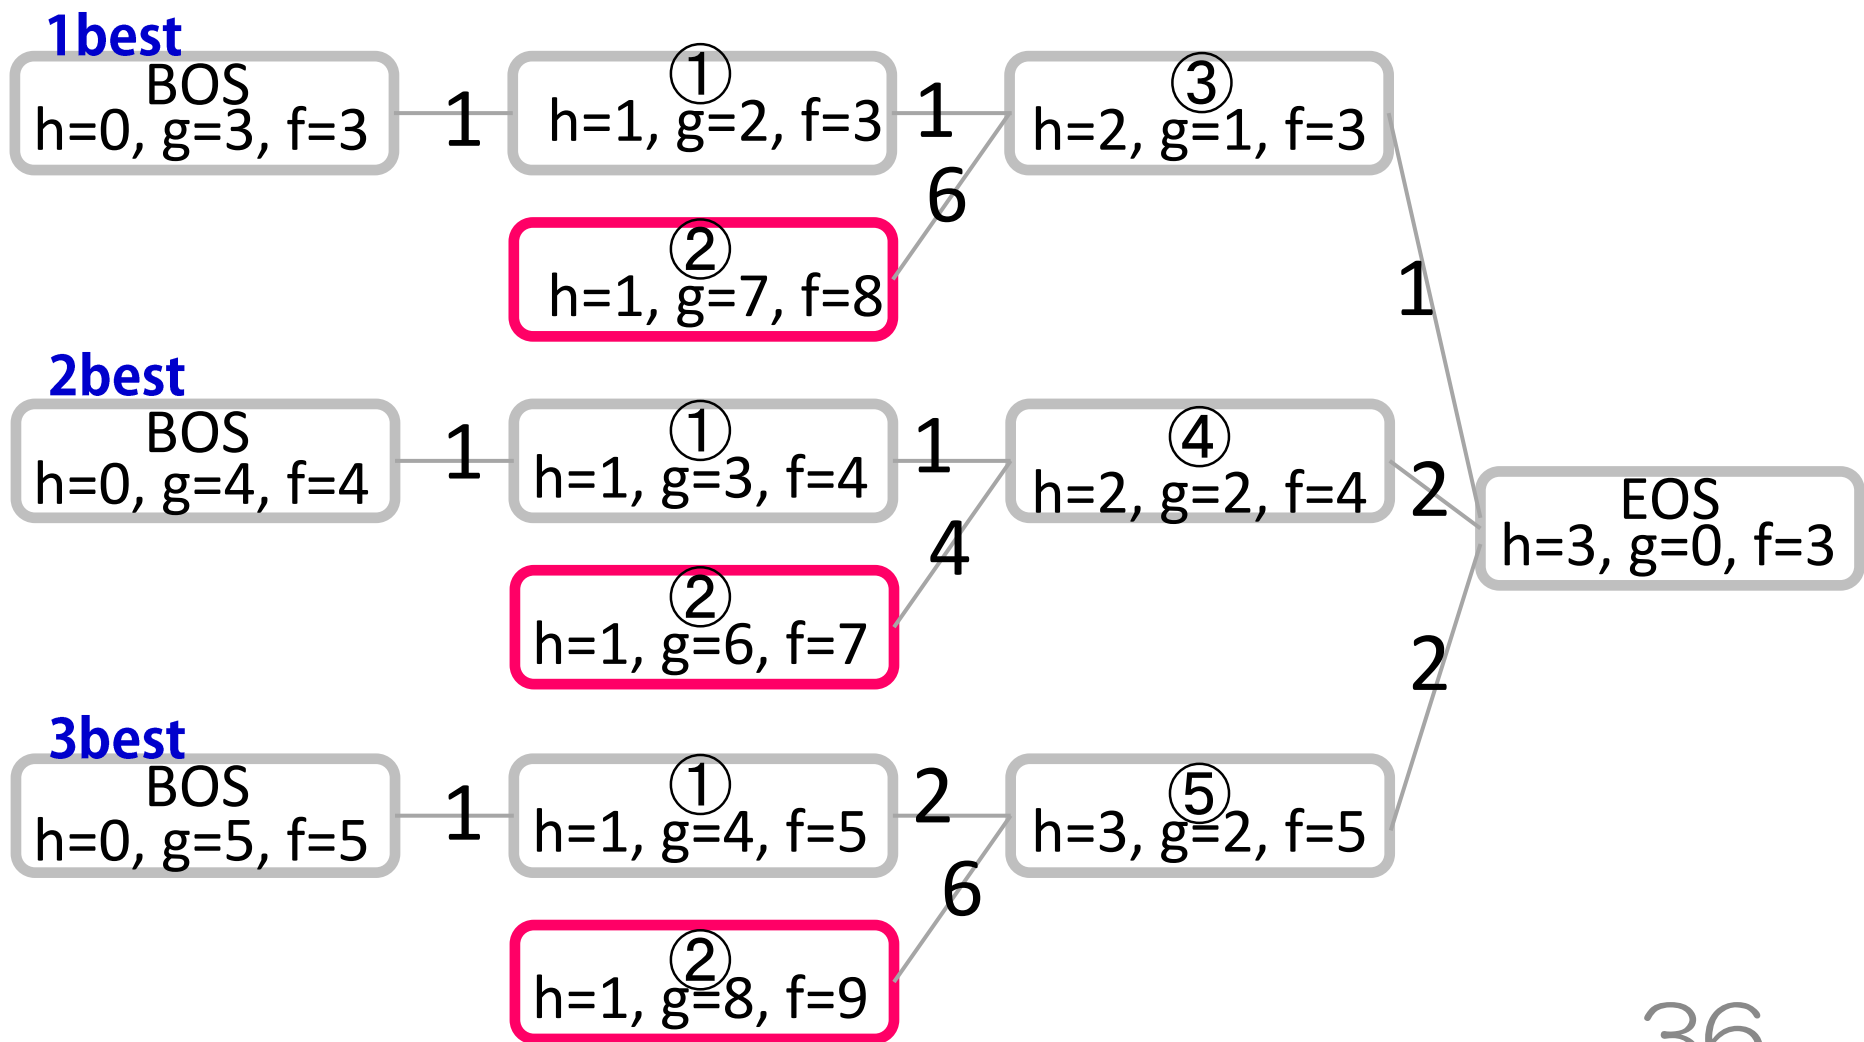 1best
BOS
h=0, g=3, f=3
1
①
h=1, g=2, f=3
1
③
h=2, g=1, f=3
6
②
h=1, g=7, f=8
1
2best
BOS
h=0, g=4, f=4
1
①
h=1, g=3, f=4
1
④
h=2, g=2, f=4
2
EOS
h=3, g=0, f=3
4
②
h=1, g=6, f=7
2
3best
BOS
h=0, g=5, f=5
1
①
h=1, g=4, f=5
2
⑤
h=3, g=2, f=5
6
②
h=1, g=8, f=9
36